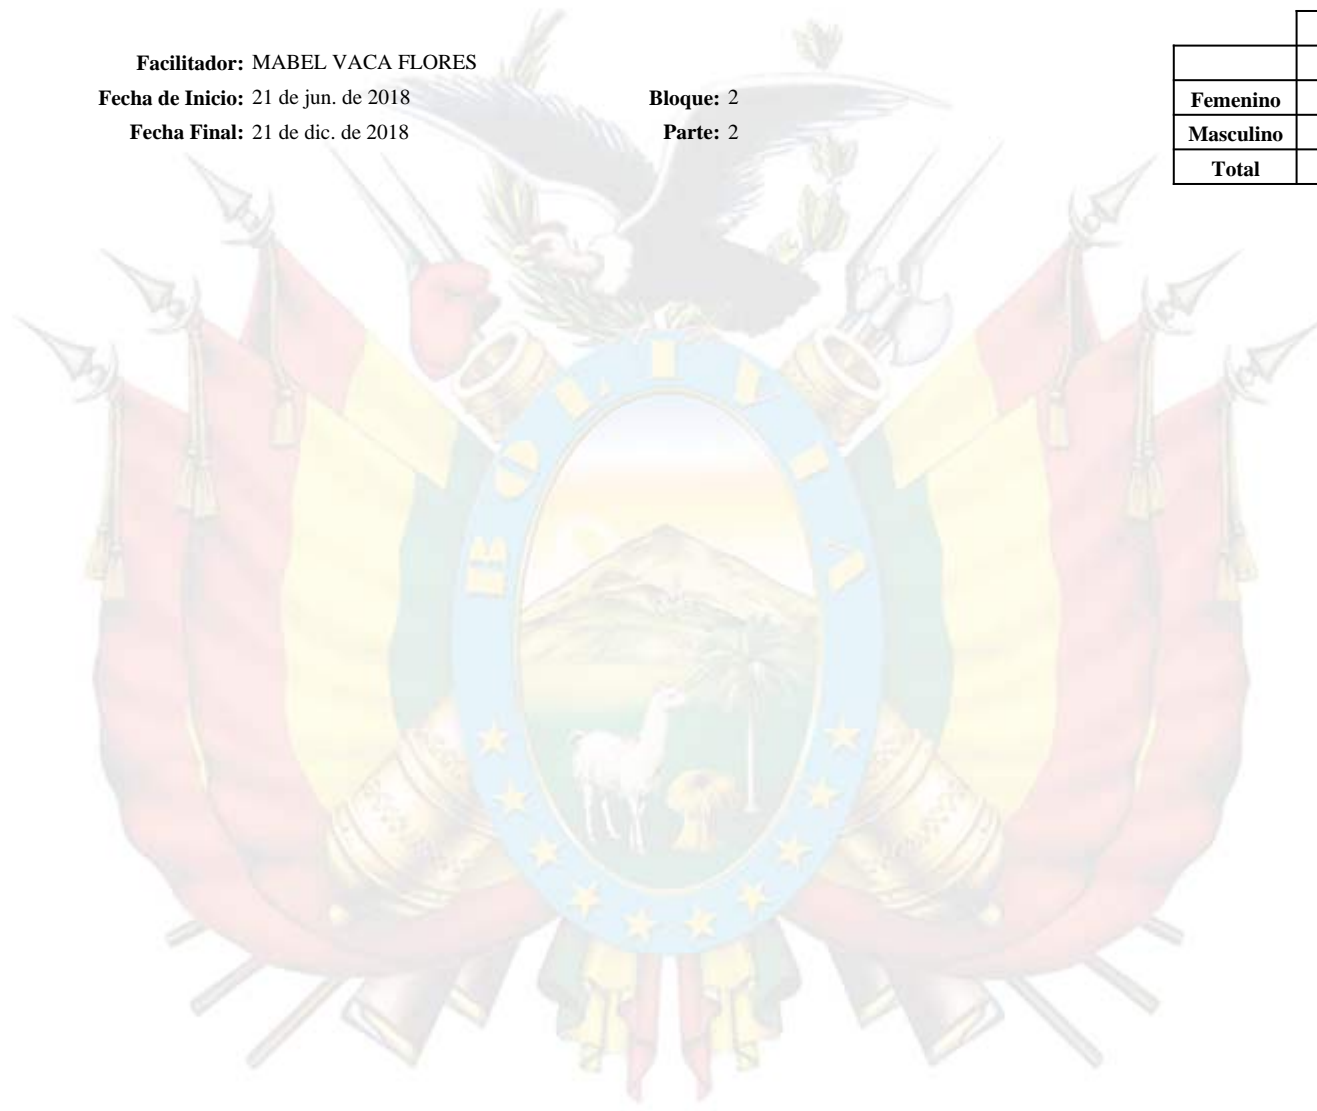 Facilitador: MABEL VACA FLORES
Fecha de Inicio: 21 de jun. de 2018 Bloque: 2
Fecha Final: 21 de dic. de 2018 Parte: 2
Femenino
Masculino
Total
BOLIVIA